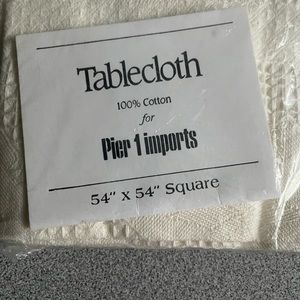 Tablecloth
100% Cotton
for
Pier 1 imports
54" x 54" Square